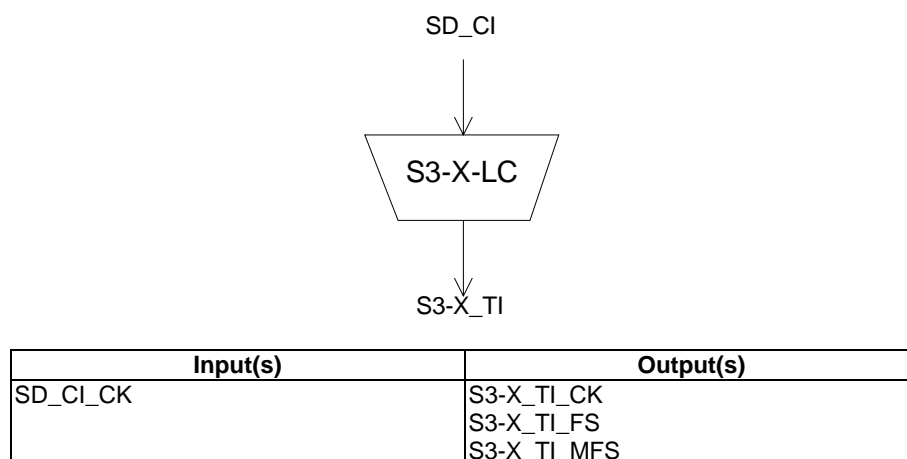 SD_CI
S3-X-LC
S3-X_TI
Input(s) Output(s)
SD_CI_CK S3-X_TI_CK
S3-X_TI_FS
S3-X_TI_MFS